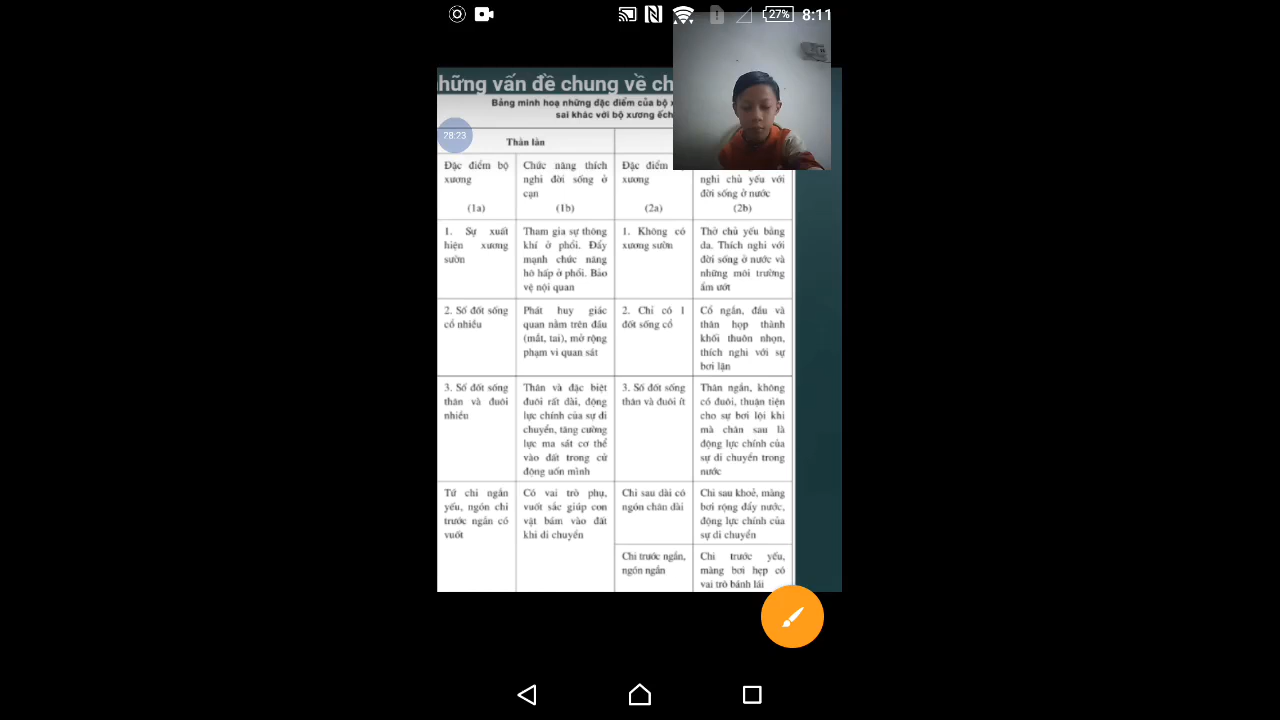 27%
8:11
hững vấn đề chung về ch
Bảng minh hoạ những đặc điểm của bộ x
sai khác với bộ xương ếch
28:23
Thằn lằn
Đặc điểm bộ
xương
(1a)
Chức năng thích
nghi đời sống ở
cạn
(1b)
Đặc điểm
xương
(2a)
nghi chủ yếu với
đời sống ở nước
(2b)
1. Sự xuất
hiện xương
sườn
Tham gia sự thông
khí ở phổi. Đẩy
mạnh chức năng
hô hấp ở phổi. Bảo
vệ nội quan
1. Không có
xương sườn
Thở chủ yếu bằng
da. Thích nghi với
đời sống ở nước và
những môi trường
ẩm ướt
2. Số đốt sống
cổ nhiều
Phát huy giác
quan nằm trên đầu
(mắt, tai), mở rộng
phạm vi quan sát
2. Chỉ có 1
đốt sống cổ
Cổ ngắn, đầu và
thân họp thành
khối thuôn nhọn,
thích nghi với sự
bơi lặn
3. Số đốt sống
thân và đuôi
nhiều
Thân và đặc biệt
đuôi rất dài, động
lực chính của sự di
chuyển, tăng cường
lực ma sát cơ thể
vào đất trong cử
động uốn mình
3. Số đốt sống
thân và đuôi ít
Thân ngắn, không
có đuôi, thuận tiện
cho sự bơi lội khi
mà chân sau là
động lực chính của
sự di chuyển trong
nước
Tứ chi ngắn
yếu, ngón chi
trước ngắn có
vuốt
Có vai trò phụ,
vuốt sắc giúp con
vật bám vào đất
khi di chuyển
Chi sau dài có
ngón chân dài
Chi sau khoẻ, màng
bơi rộng đẩy nước,
động lực chính của
sự di chuyển
Chi trước ngắn,
ngón ngắn
Chi trước yếu,
màng bơi hẹp có
vai trò bánh lái